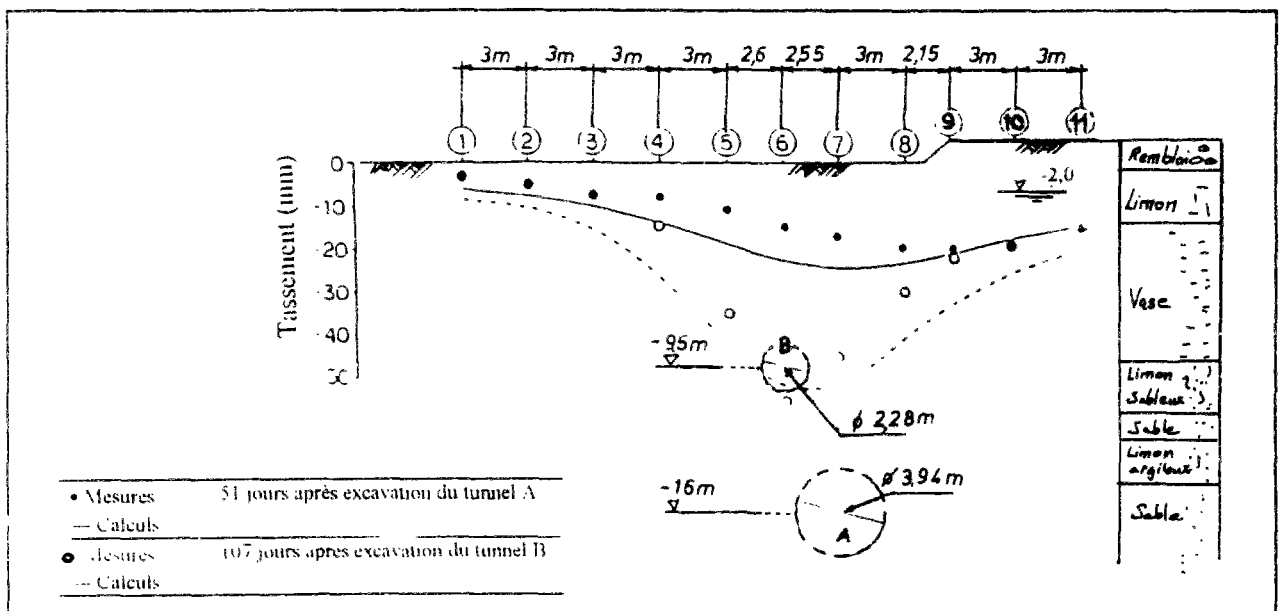 3m 3m 3m 3m 2,6 2,55 3m 2,15 3m 3m
1 2 3 4 5 6 7 8 9 10 11
Tassement (mm)
0
-10
-20
-30
-40
-2,0
Remblai
Limon
Vase
Limon
Sableux
Sable
Limon
argileux
Sable
-95m
B
ϕ 2,28m
-16m
ϕ 3,94m
A
• Mesures 51 jours après excavation du tunnel A
— Calculs
o Mesures 107 jours après excavation du tunnel B
--- Calculs